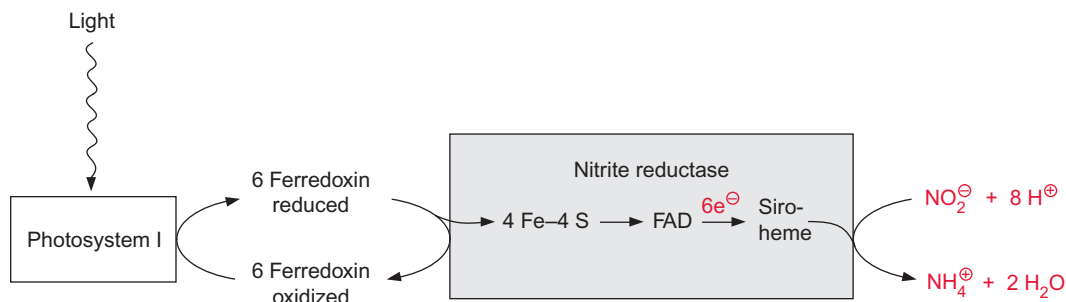 Light
Nitrite reductase
6 Ferredoxin
reduced
Photosystem I
4 Fe–4 S
FAD
6e⊖
Siro-
heme
NO₂⊖ + 8 H⊕
6 Ferredoxin
oxidized
NH₄⊕ + 2 H₂O